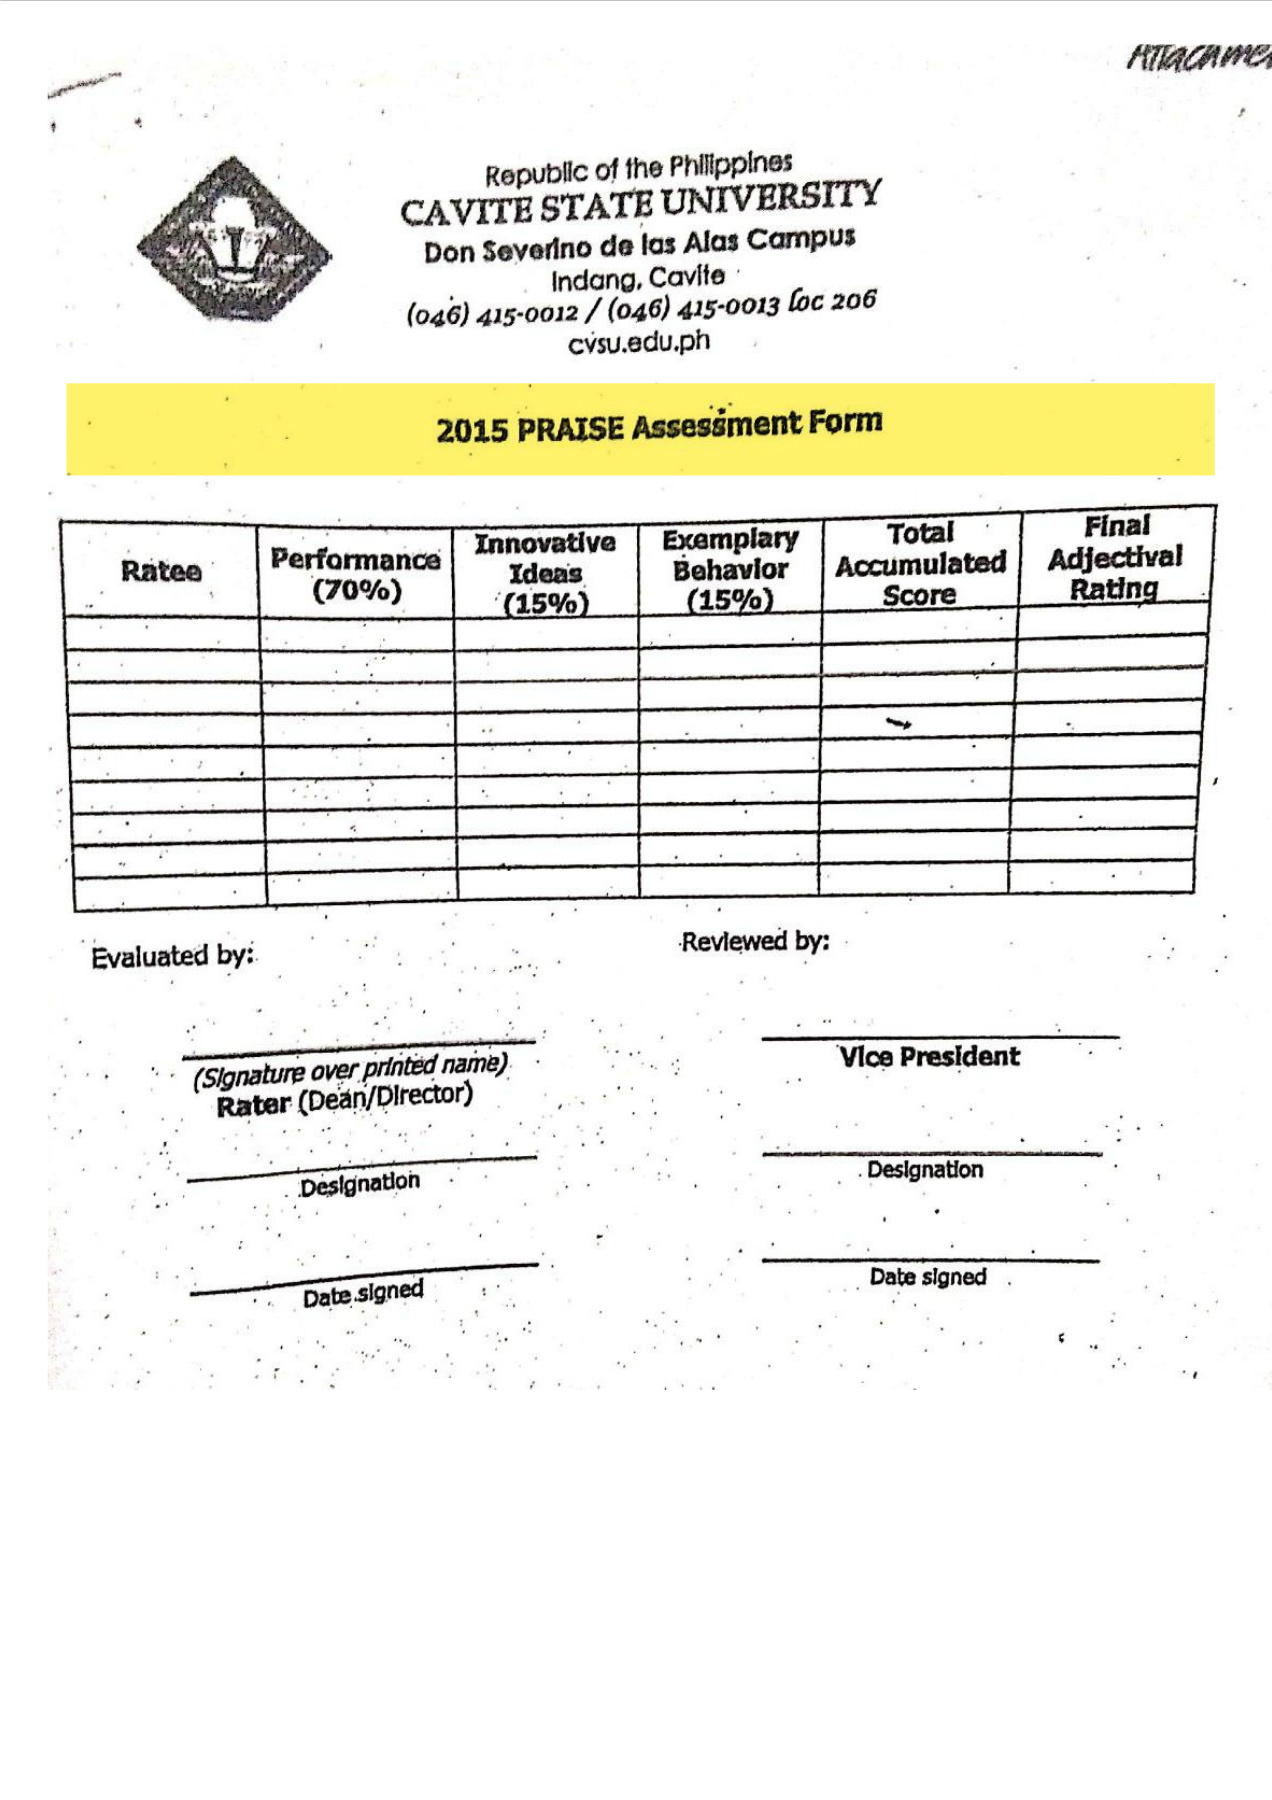 Republic of the Philippines
CAVITE STATE UNIVERSITY
Don Severino de las Alas Campus
Indang, Cavite
(046) 415-0012 / (046) 415-0013 loc 206
cvsu.edu.ph
2015 PRAISE Assessment Form
Ratee
Performance
(70%)
Innovative
Ideas
(15%)
Exemplary
Behavior
(15%)
Total
Accumulated
Score
Final
Adjectival
Rating
Evaluated by:
Reviewed by:
(Signature over printed name)
Rater (Dean/Director)
Vice President
Designation
Designation
Date signed
Date signed